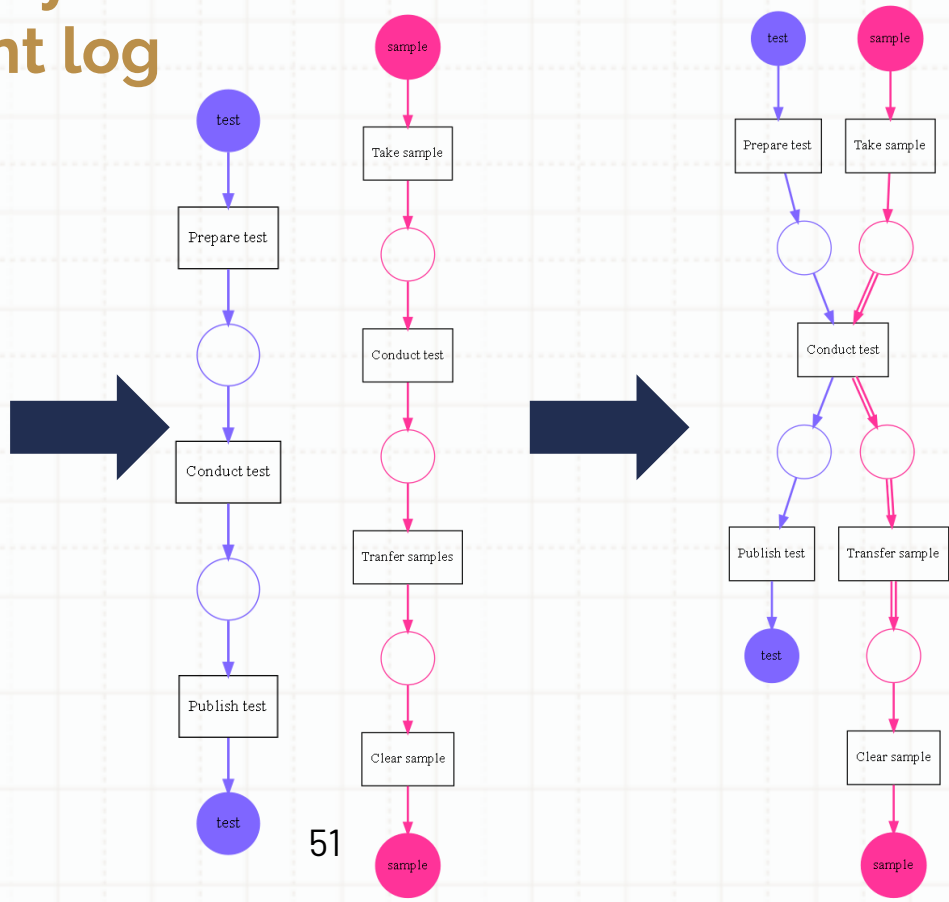 nt log
test
Prepare test
Conduct test
Publish test
test
sample
Take sample
Conduct test
Tranfer samples
Clear sample
sample
test
sample
Prepare test
Take sample
Conduct test
Publish test
Transfer sample
test
Clear sample
sample
51